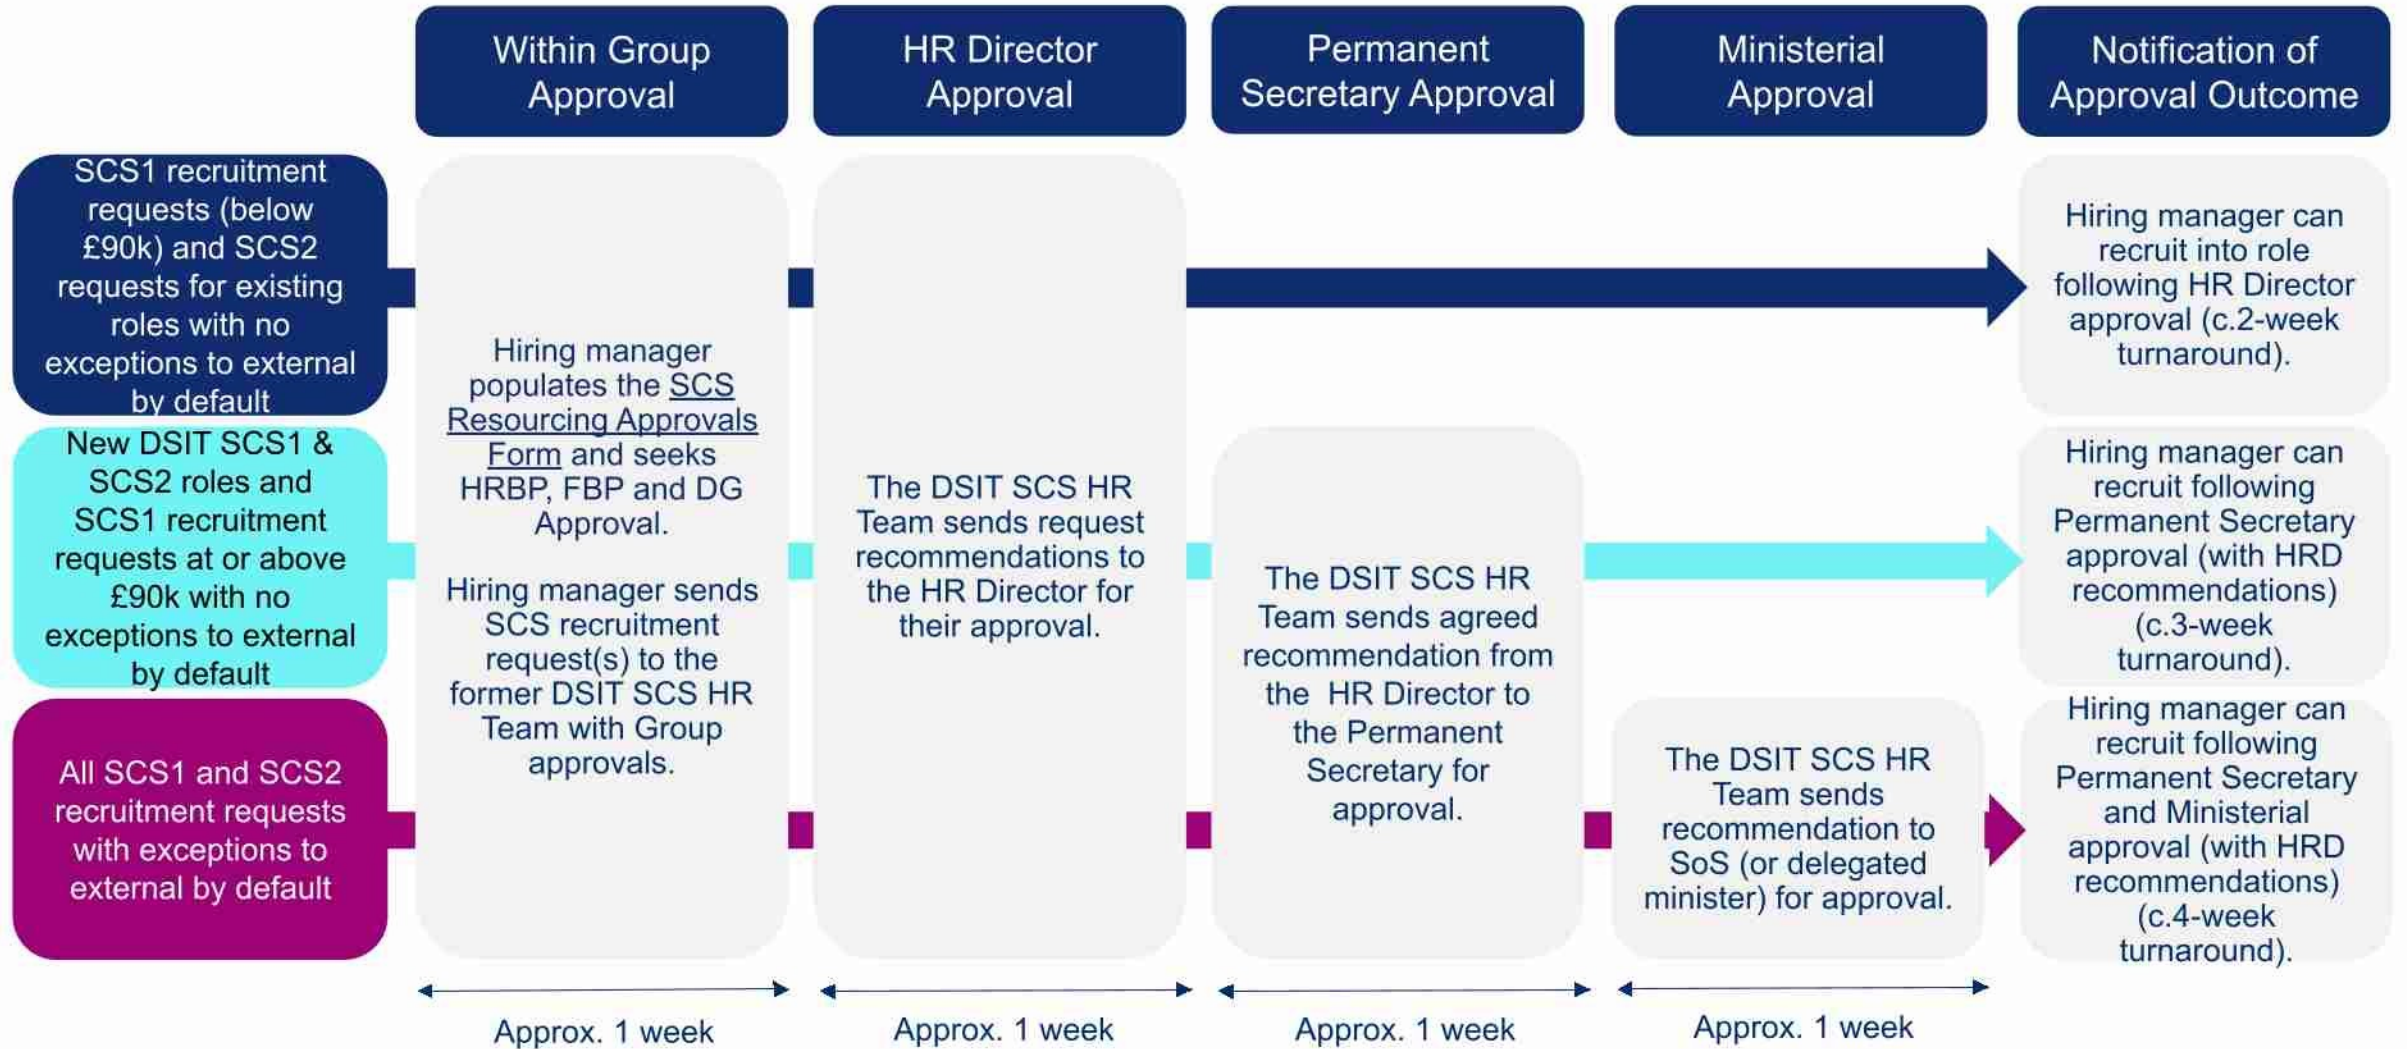 Within Group
Approval
HR Director
Approval
Permanent
Secretary Approval
Ministerial
Approval
Notification of
Approval Outcome
SCS1 recruitment
requests (below
£90k) and SCS2
requests for existing
roles with no
exceptions to external
by default
New DSIT SCS1 &
SCS2 roles and
SCS1 recruitment
requests at or above
£90k with no
exceptions to external
by default
All SCS1 and SCS2
recruitment requests
with exceptions to
external by default
Hiring manager
populates the SCS
Resourcing Approvals
Form and seeks
HRBP, FBP and DG
Approval.
Hiring manager sends
SCS recruitment
request(s) to the
former DSIT SCS HR
Team with Group
approvals.
The DSIT SCS HR
Team sends request
recommendations to
the HR Director for
their approval.
The DSIT SCS HR
Team sends agreed
recommendation from
the HR Director to
the Permanent
Secretary for
approval.
The DSIT SCS HR
Team sends
recommendation to
SoS (or delegated
minister) for approval.
Hiring manager can
recruit into role
following HR Director
approval (c.2-week
turnaround).
Hiring manager can
recruit following
Permanent Secretary
approval (with HRD
recommendations)
(c.3-week
turnaround).
Hiring manager can
recruit following
Permanent Secretary
and Ministerial
approval (with HRD
recommendations)
(c.4-week
turnaround).
Approx. 1 week
Approx. 1 week
Approx. 1 week
Approx. 1 week